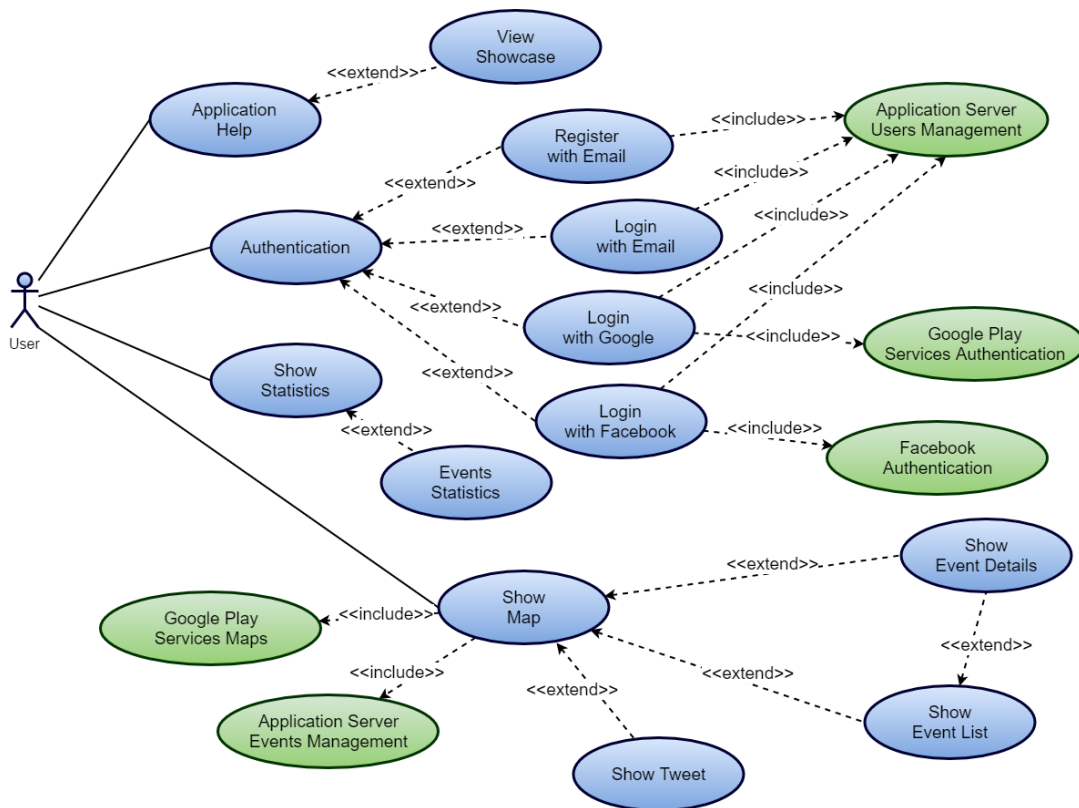 View
Showcase
<<extend>>
Application
Help
<<include>>
Application Server
Users Management
Register
with Email
<<extend>>
<<include>>
Login
with Email
<<extend>>
<<include>>
Authentication
<<extend>>
<<include>>
Login
with Google
<<include>>
Google Play
Services Authentication
User
Show
Statistics
<<extend>>
Login
with Facebook
<<include>>
<<extend>>
Facebook
Authentication
Events
Statistics
Show
Event Details
<<extend>>
Show
Map
<<include>>
Google Play
Services Maps
<<extend>>
<<include>>
<<extend>>
<<extend>>
Application Server
Events Management
Show
Event List
Show Tweet